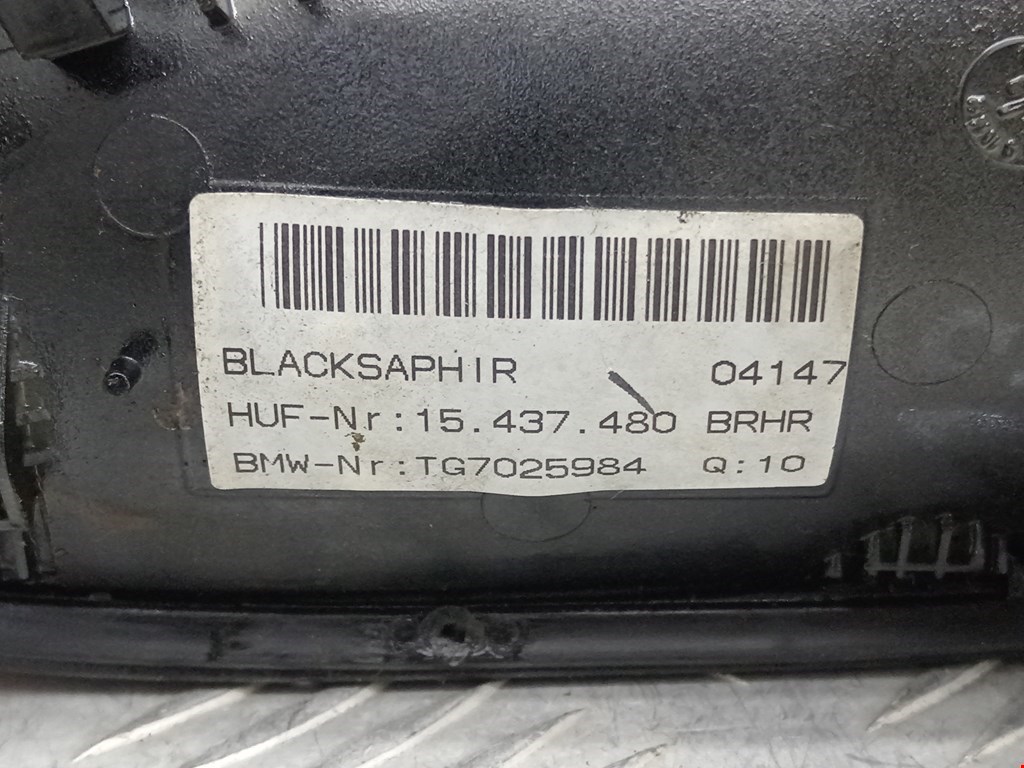 BLACKSAPHIR 04147
HUF-Nr:15.437.480 BRHR
BMW-Nr:TG7025984 Q:10